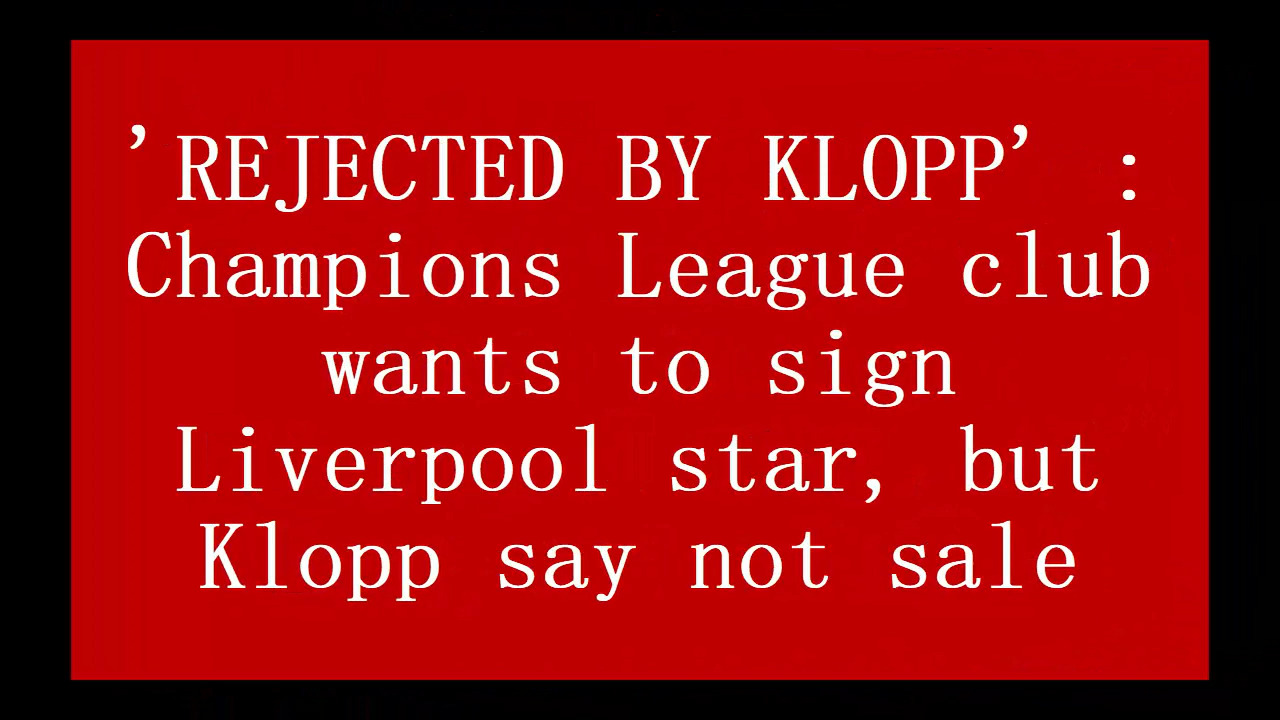 'REJECTED BY KLOPP' :
Champions League club
wants to sign
Liverpool star, but
Klopp say not sale